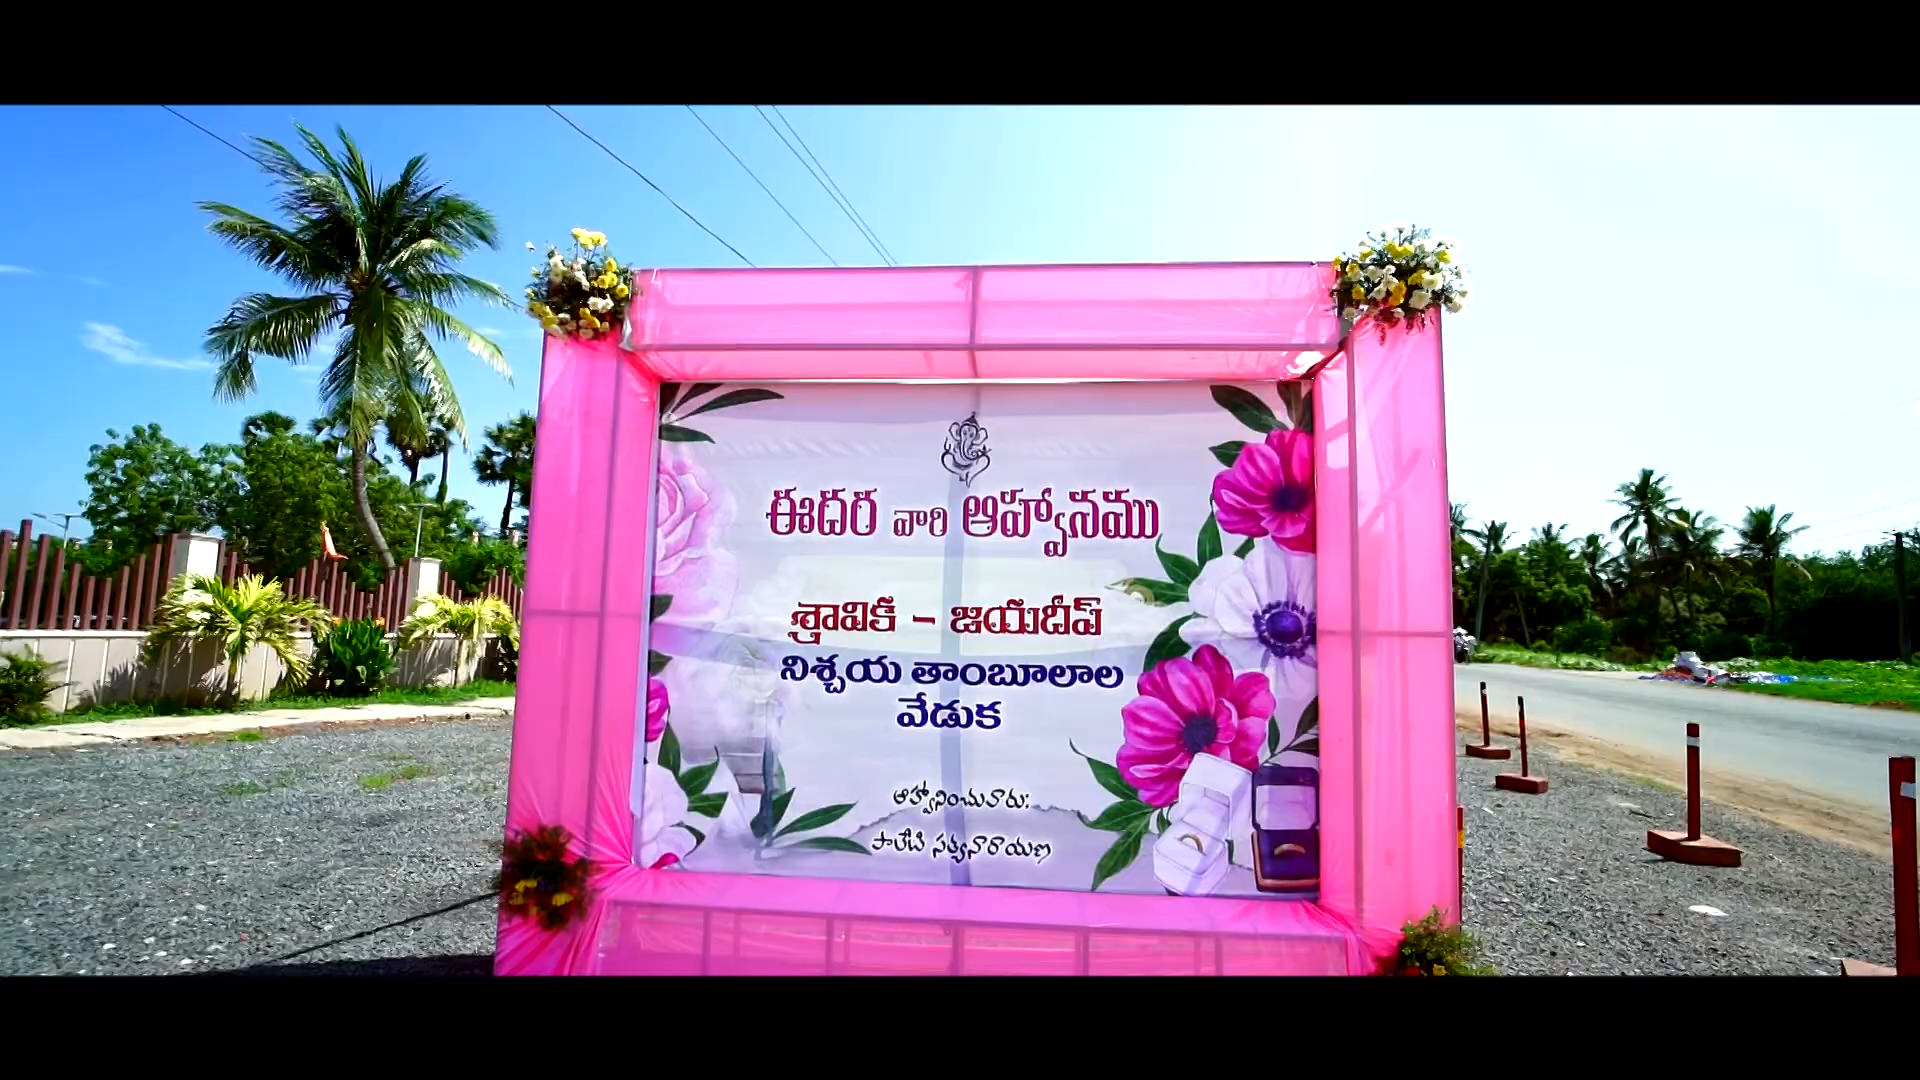 ఈదర వారి ఆహ్వానము
శ్రావిక - జయదీప్
నిశ్చయ తాంబూలాల
వేడుక
ఆహ్వానించువారు:
పాలేటి సత్యనారాయణ